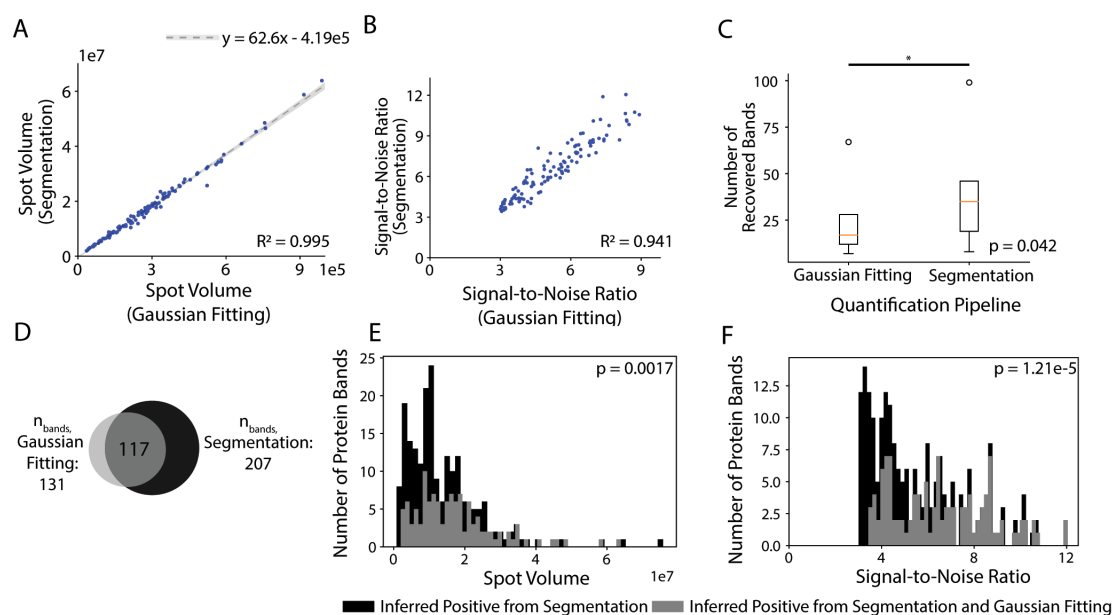 A
y = 62.6x - 4.19e5
1e7
Spot Volume
(Segmentation)
6
4
2
0
R² = 0.995
0 3 6 9 1e5
Spot Volume
(Gaussian Fitting)
B
Signal-to-Noise Ratio
(Segmentation)
12
9
6
3
0
R² = 0.941
0 3 6 9
Signal-to-Noise Ratio
(Gaussian Fitting)
C
*
Number of
Recovered Bands
100
75
50
25
p = 0.042
Gaussian Fitting Segmentation
Quantification Pipeline
D
nbands,
Gaussian
Fitting:
131
117
nbands,
Segmentation:
207
E
Number of Protein Bands
25
20
15
10
5
0
p = 0.0017
0 2 4 6 1e7
Spot Volume
F
Number of Protein Bands
12.5
10.0
7.5
5.0
2.5
0.0
p = 1.21e-5
0 4 8 12
Signal-to-Noise Ratio
Inferred Positive from Segmentation Inferred Positive from Segmentation and Gaussian Fitting